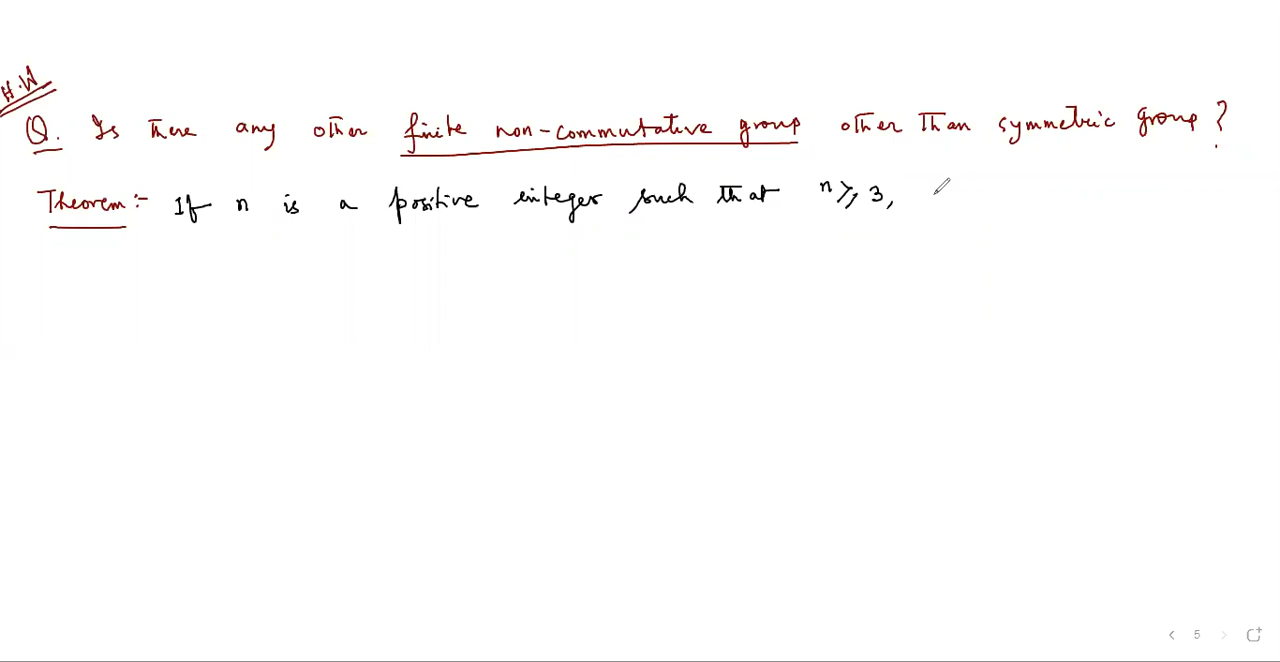 H.W
Q. Is there any other finite non-commutative group other than symmetric group?
Theorem:- If n is a positive integer such that n ⩾ 3,
5